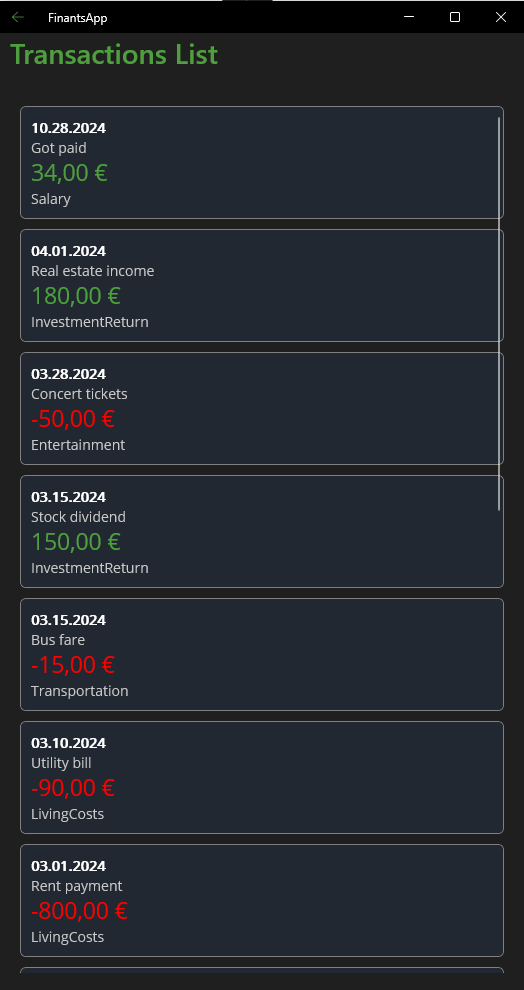 FinantsApp
Transactions List
10.28.2024
Got paid
34,00 €
Salary
04.01.2024
Real estate income
180,00 €
InvestmentReturn
03.28.2024
Concert tickets
-50,00 €
Entertainment
03.15.2024
Stock dividend
150,00 €
InvestmentReturn
03.15.2024
Bus fare
-15,00 €
Transportation
03.10.2024
Utility bill
-90,00 €
LivingCosts
03.01.2024
Rent payment
-800,00 €
LivingCosts